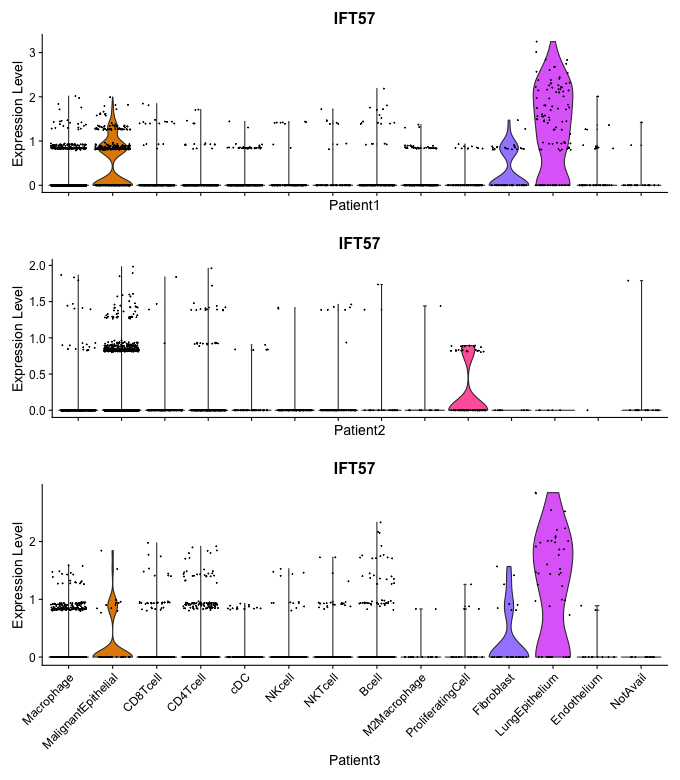 IFT57
Expression Level
3
2
1
0
Patient1
IFT57
Expression Level
2.0
1.5
1.0
0.5
0.0
Patient2
IFT57
Expression Level
2
1
0
Macrophage
MalignantEpithelial
CD8Tcell
CD4Tcell
cDC
NKcell
NKTcell
Bcell
M2Macrophage
ProliferatingCell
Fibroblast
LungEpithelium
Endothelium
NotAvail
Patient3